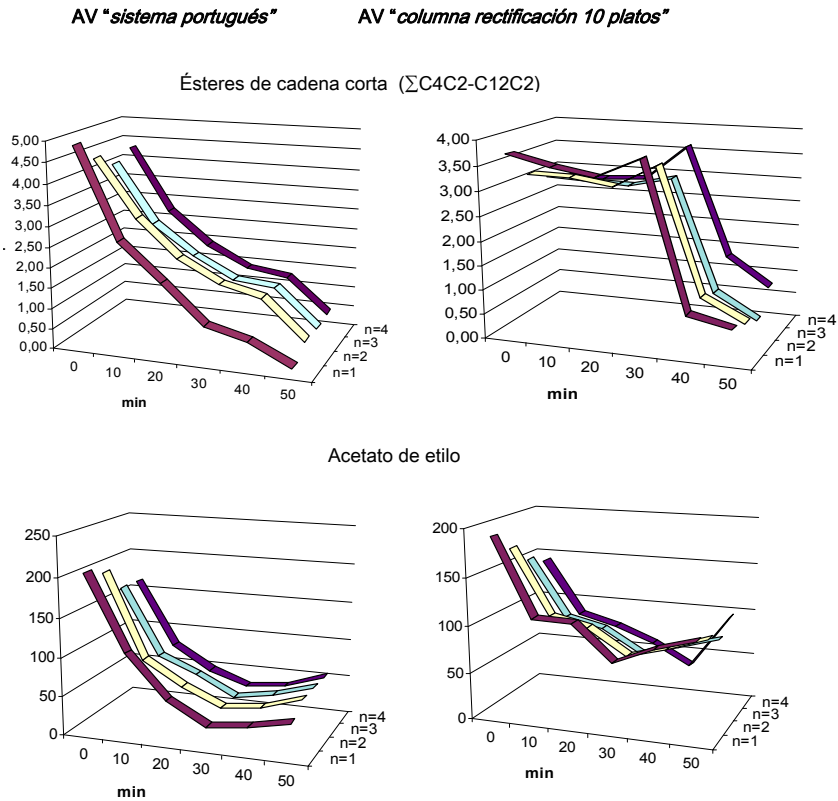 AV “sistema portugués” AV “columna rectificación 10 platos”
Ésteres de cadena corta (∑C4C2-C12C2)
5,00
4,50
4,00
3,50
3,00
2,50
2,00
1,50
1,00
0,50
0,00
0 10 20 30 40 50
min
n=1
n=2
n=3
n=4
4,00
3,50
3,00
2,50
2,00
1,50
1,00
0,50
0,00
0 10 20 30 40 50
min
n=1
n=2
n=3
n=4
Acetato de etilo
250
200
150
100
50
0
0 10 20 30 40 50
min
n=1
n=2
n=3
n=4
200
150
100
50
0
0 10 20 30 40 50
min
n=1
n=2
n=3
n=4